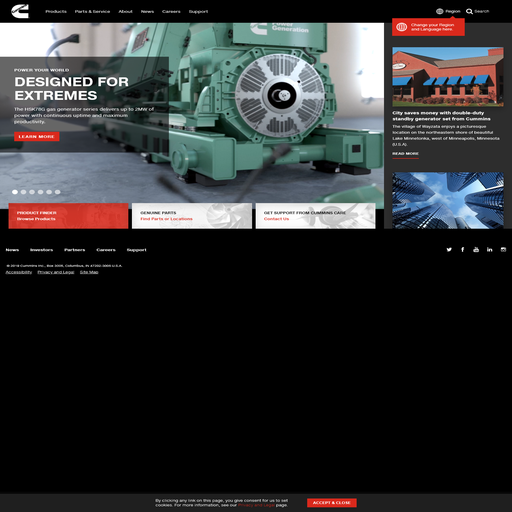 Products Parts & Service About News Careers Support
Region Search
Change your Region
and Language here.
Power
Generation
POWER YOUR WORLD
DESIGNED FOR
EXTREMES
The HSK78G gas generator series delivers up to 2MW of
power with continuous uptime and maximum
productivity.
LEARN MORE
City saves money with double-duty
standby generator set from Cummins
The village of Wayzata enjoys a picturesque
location on the northeastern shore of beautiful
Lake Minnetonka, west of Minneapolis, Minnesota
(U.S.A).
READ MORE
PRODUCT FINDER
Browse Products
GENUINE PARTS
Find Parts or Locations
GET SUPPORT FROM CUMMINS CARE
Contact Us
News Investors Partners Careers Support
© 2018 Cummins Inc., Box 3005, Columbus, IN 47202-3005 U.S.A.
Accessibility Privacy and Legal Site Map
By clicking any link on this page, you give consent for us to set
cookies. For more information, see our Privacy and Legal page.
ACCEPT & CLOSE